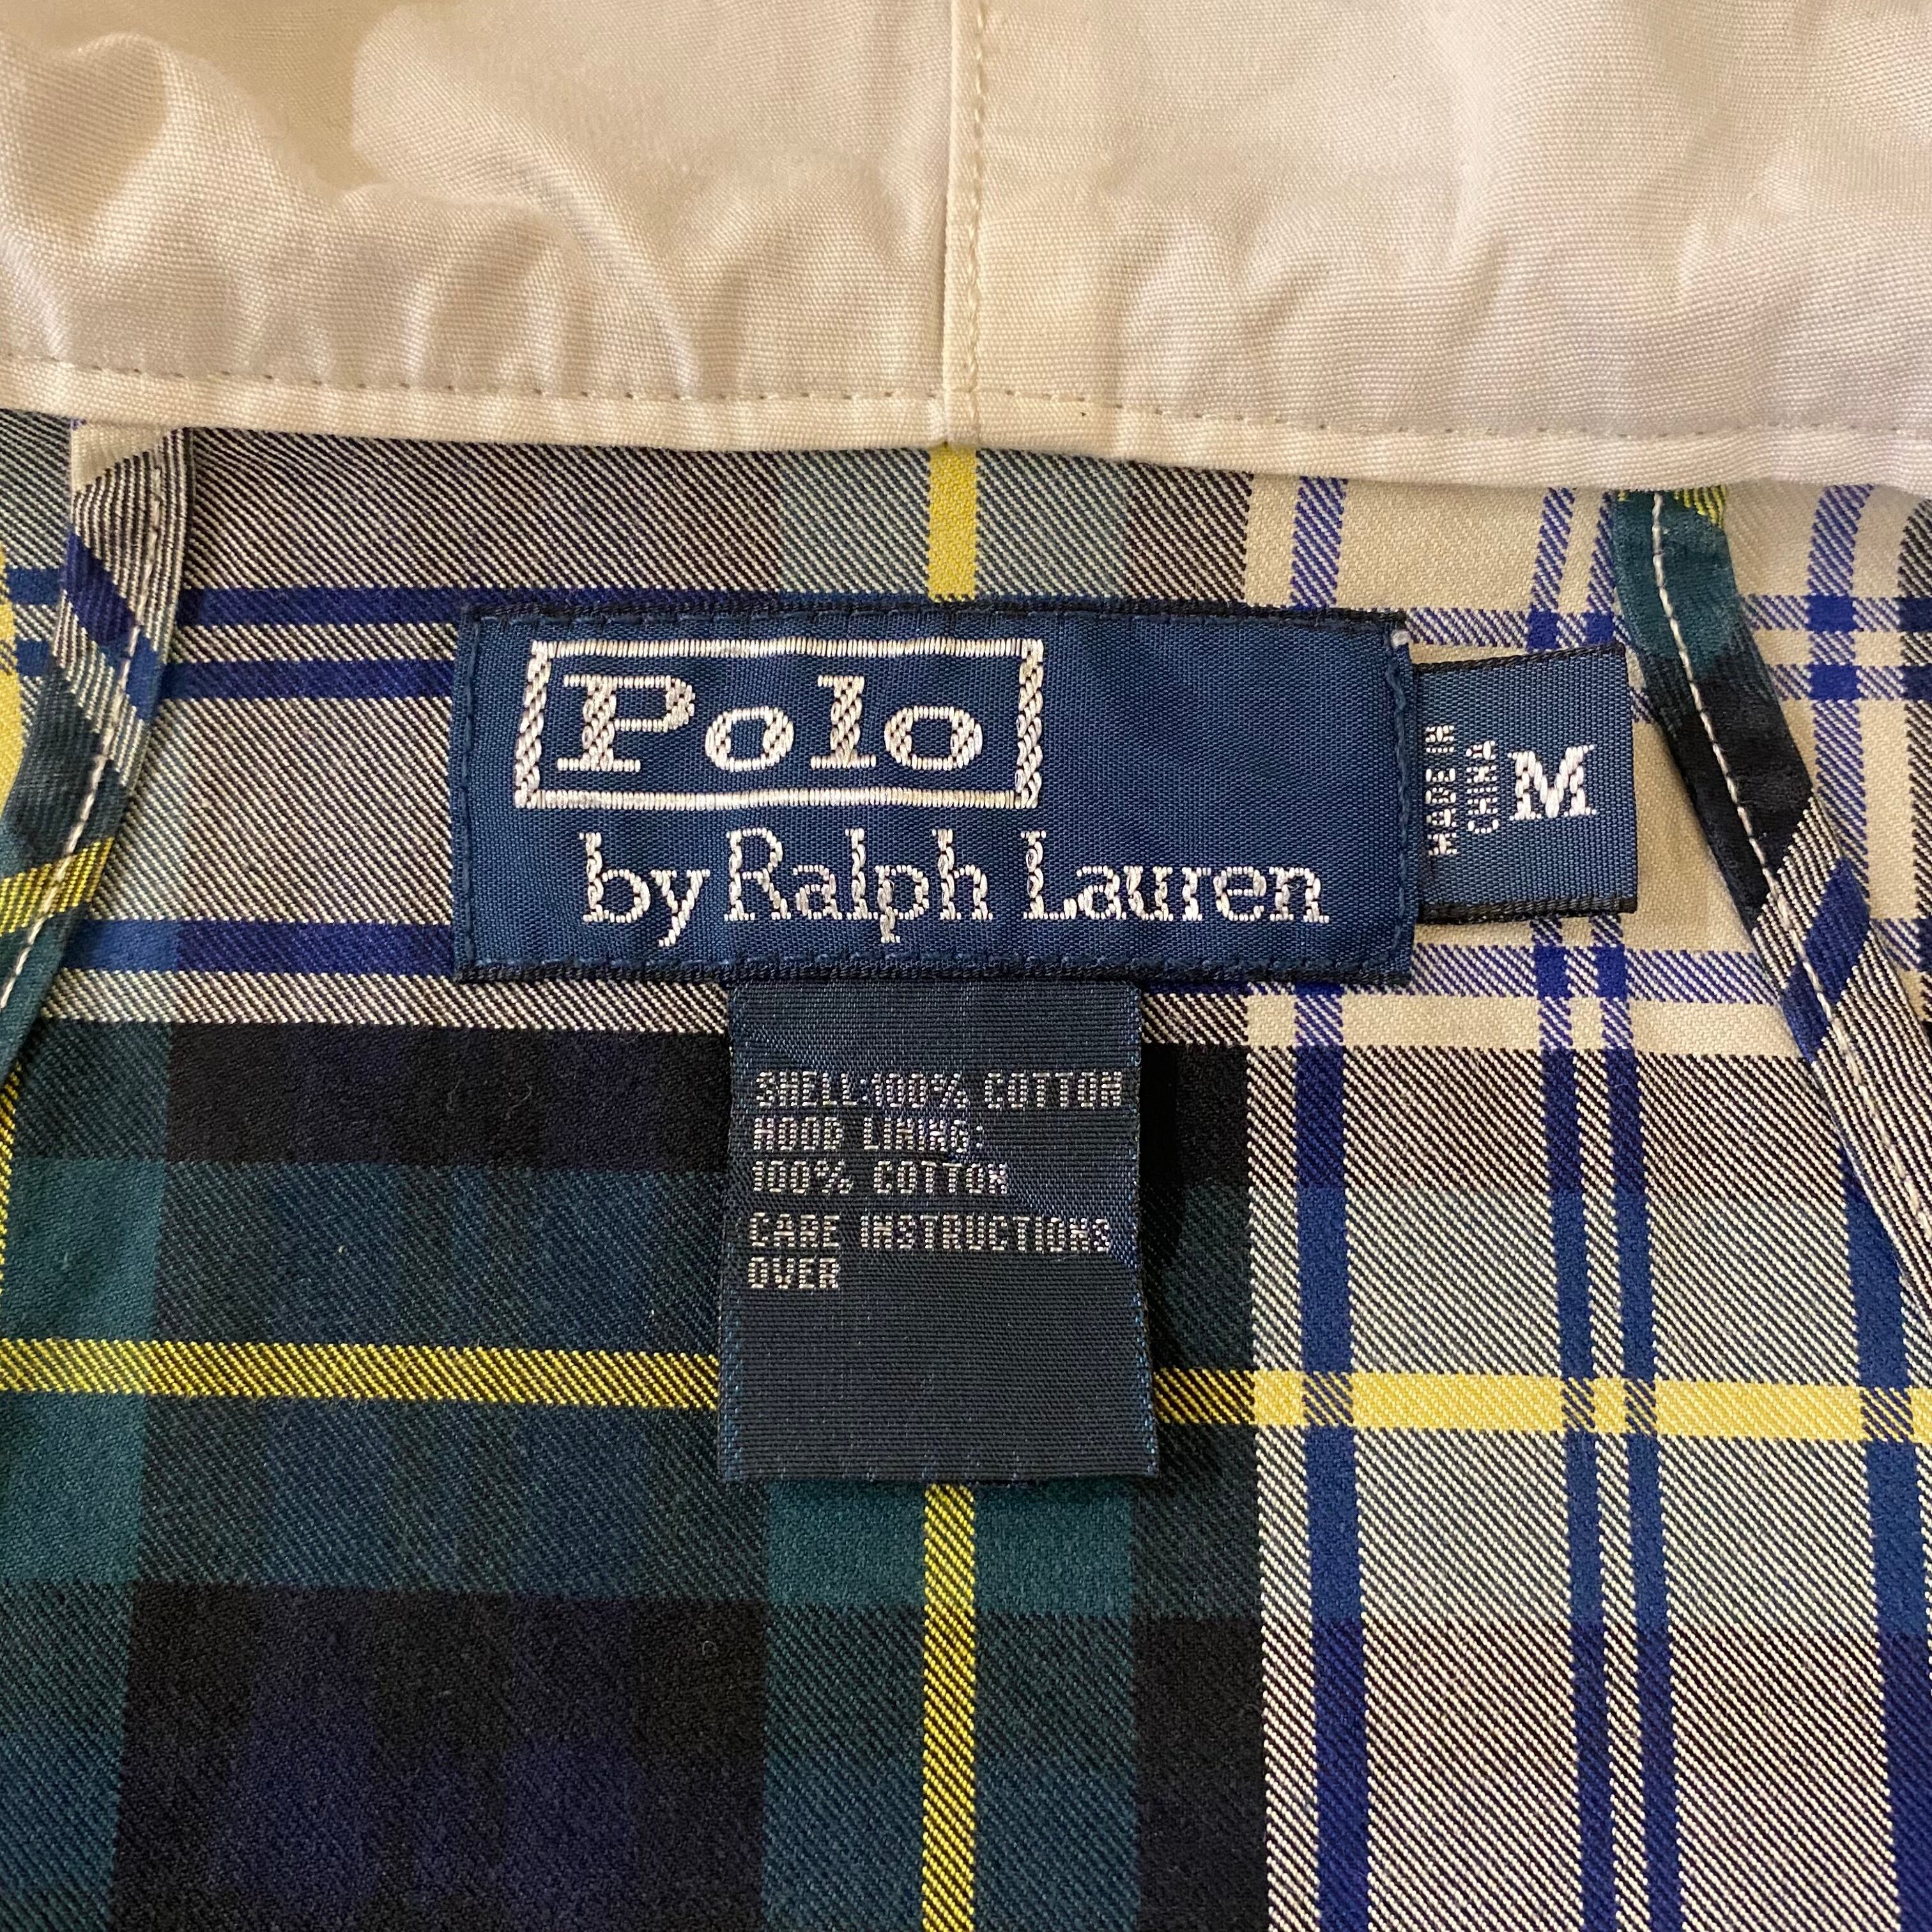 Polo
by Ralph Lauren
MADE IN
CHINA
M
SHELL:100% COTTON
HOOD LINING:
100% COTTON
CARE INSTRUCTIONS
OVER